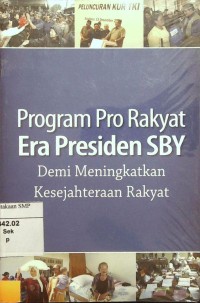 PELUNCURAN KUR TKI
Program Pro Rakyat
Era Presiden SBY
Demi Meningkatkan
Kesejahteraan Rakyat
akaan SMP
342.02
Sek
p